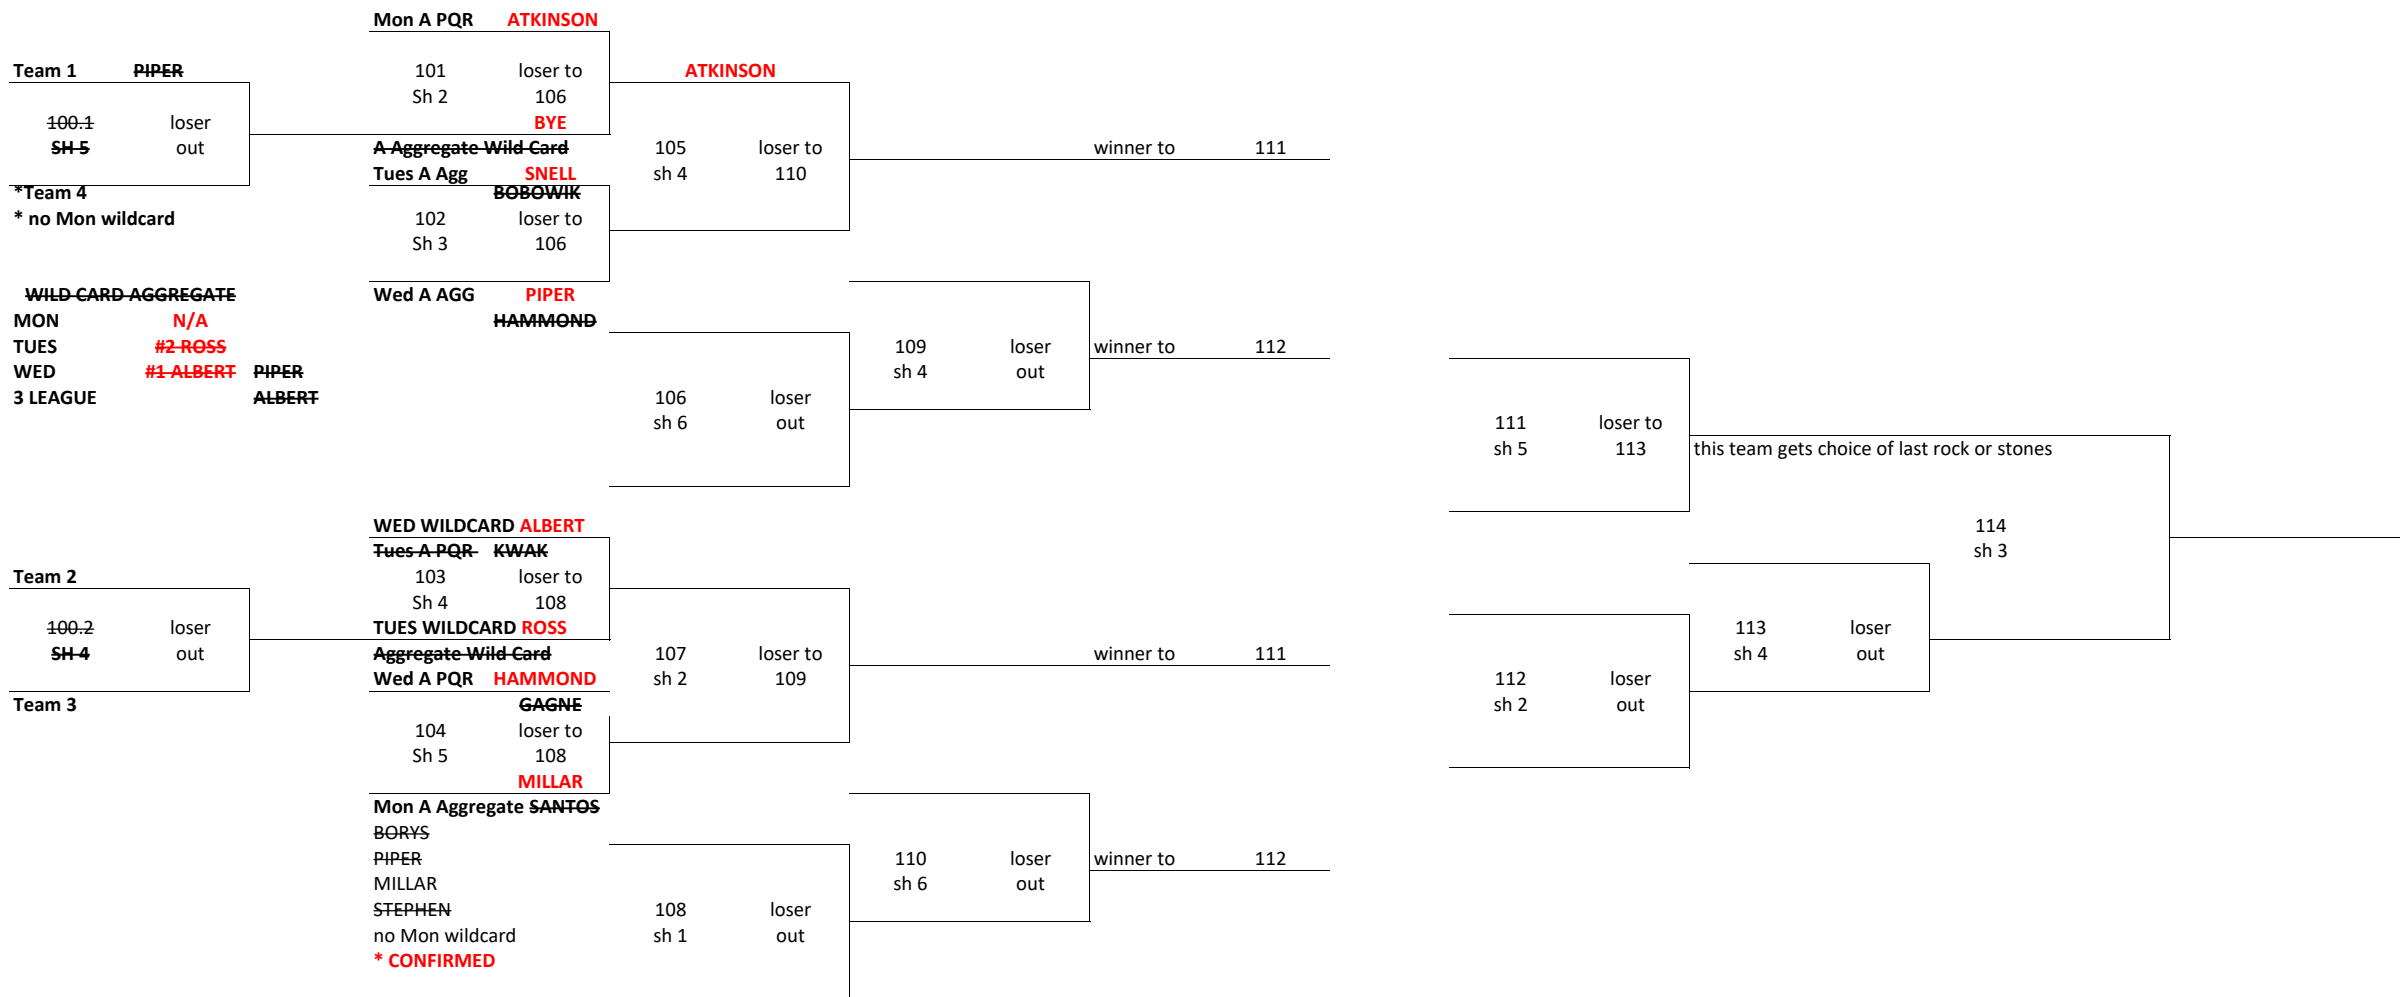 Mon A PQR ATKINSON
Team 1 PIPER 101 loser to ATKINSON
Sh 2 106
100.1 loser BYE
SH 5 out A Aggregate Wild Card 105 loser to winner to 111
Tues A Agg SNELL sh 4 110
*Team 4 BOBOWIK
* no Mon wildcard 102 loser to
Sh 3 106
WILD CARD AGGREGATE Wed A AGG PIPER
MON N/A HAMMOND
TUES #2 ROSS 109 loser winner to 112
WED #1 ALBERT PIPER sh 4 out
3 LEAGUE ALBERT 106 loser
sh 6 out 111 loser to
sh 5 113 this team gets choice of last rock or stones
WED WILDCARD ALBERT 114
Tues A PQR KWAK sh 3
Team 2 103 loser to
Sh 4 108
100.2 loser TUES WILDCARD ROSS 113 loser
SH 4 out Aggregate Wild Card 107 loser to winner to 111 sh 4 out
Wed A PQR HAMMOND sh 2 109 112 loser
Team 3 GAGNE sh 2 out
104 loser to
Sh 5 108
MILLAR
Mon A Aggregate SANTOS
BORYS
PIPER 110 loser winner to 112
MILLAR sh 6 out
STEPHEN 108 loser
no Mon wildcard sh 1 out
* CONFIRMED